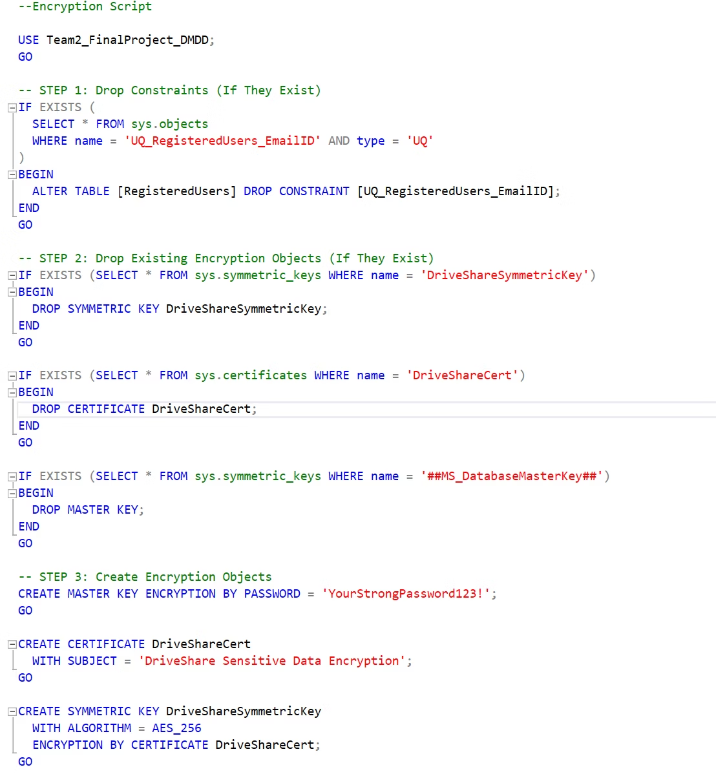 --Encryption Script
USE Team2_FinalProject_DMDD;
GO
-- STEP 1: Drop Constraints (If They Exist)
IF EXISTS (
SELECT * FROM sys.objects
WHERE name = 'UQ_RegisteredUsers_EmailID' AND type = 'UQ'
)
BEGIN
ALTER TABLE [RegisteredUsers] DROP CONSTRAINT [UQ_RegisteredUsers_EmailID];
END
GO
-- STEP 2: Drop Existing Encryption Objects (If They Exist)
IF EXISTS (SELECT * FROM sys.symmetric_keys WHERE name = 'DriveShareSymmetricKey')
BEGIN
DROP SYMMETRIC KEY DriveShareSymmetricKey;
END
GO
IF EXISTS (SELECT * FROM sys.certificates WHERE name = 'DriveShareCert')
BEGIN
DROP CERTIFICATE DriveShareCert;
END
GO
IF EXISTS (SELECT * FROM sys.symmetric_keys WHERE name = '##MS_DatabaseMasterKey##')
BEGIN
DROP MASTER KEY;
END
GO
-- STEP 3: Create Encryption Objects
CREATE MASTER KEY ENCRYPTION BY PASSWORD = 'YourStrongPassword123!';
GO
CREATE CERTIFICATE DriveShareCert
WITH SUBJECT = 'DriveShare Sensitive Data Encryption';
GO
CREATE SYMMETRIC KEY DriveShareSymmetricKey
WITH ALGORITHM = AES_256
ENCRYPTION BY CERTIFICATE DriveShareCert;
GO